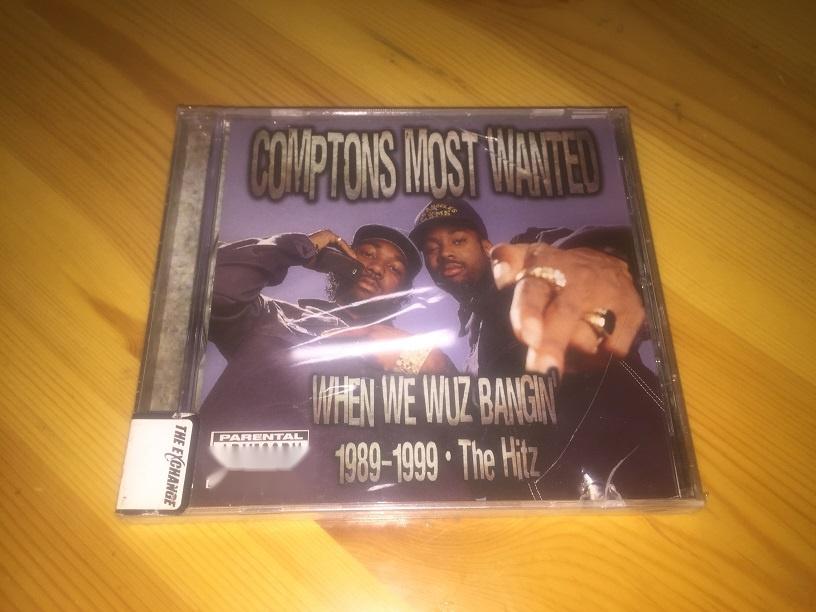 COMPTONS MOST WANTED
WHEN WE WUZ BANGIN'
1989-1999 • The Hitz
PARENTAL
THE EXCHANGE